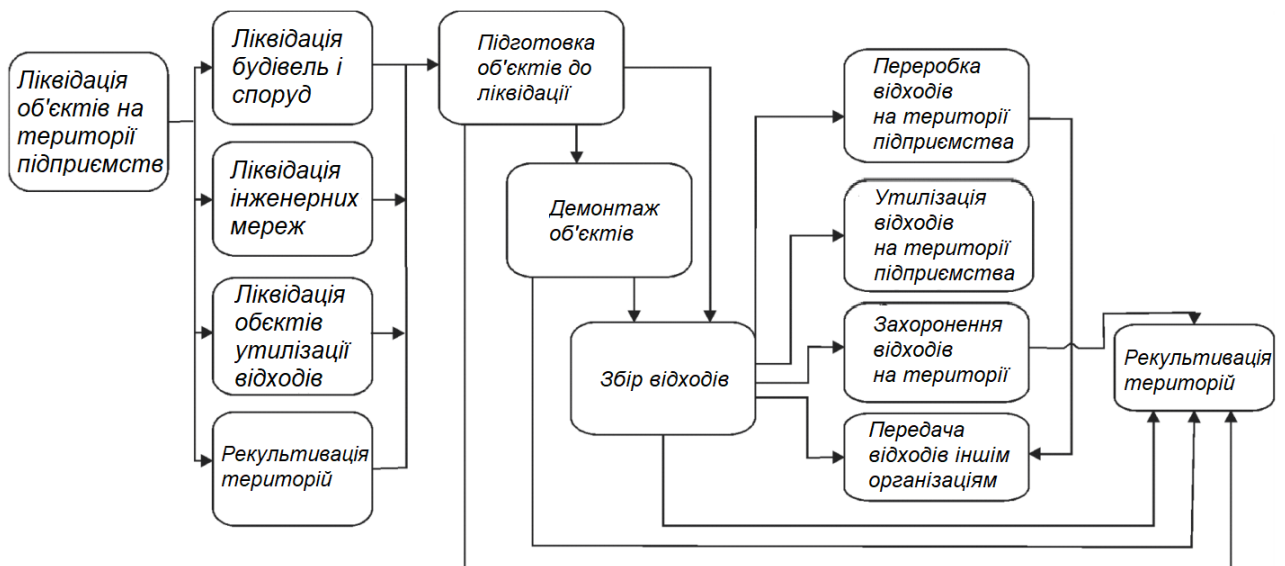 Ліквідація
об'єктів на
території
підприємств
Ліквідація
будівель і
споруд
Ліквідація
інженерних
мереж
Ліквідація
обєктів
утилізації
відходів
Рекультивація
територій
Підготовка
об'єктів до
ліквідації
Демонтаж
об'єктів
Збір відходів
Переробка
відходів
на території
підприємства
Утилізація
відходів
на території
підприємства
Захоронення
відходів
на території
Передача
відходів іншім
організаціям
Рекультивація
територій